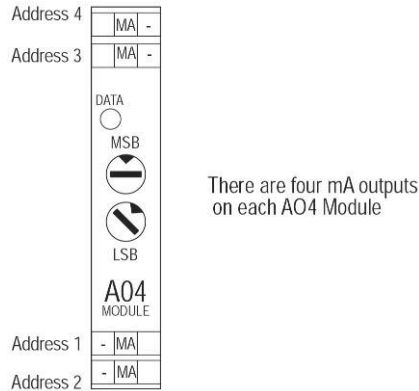 Address 4
MA -
Address 3
MA -
DATA
MSB
There are four mA outputs
on each AO4 Module
LSB
A04
MODULE
Address 1
- MA
- MA
Address 2